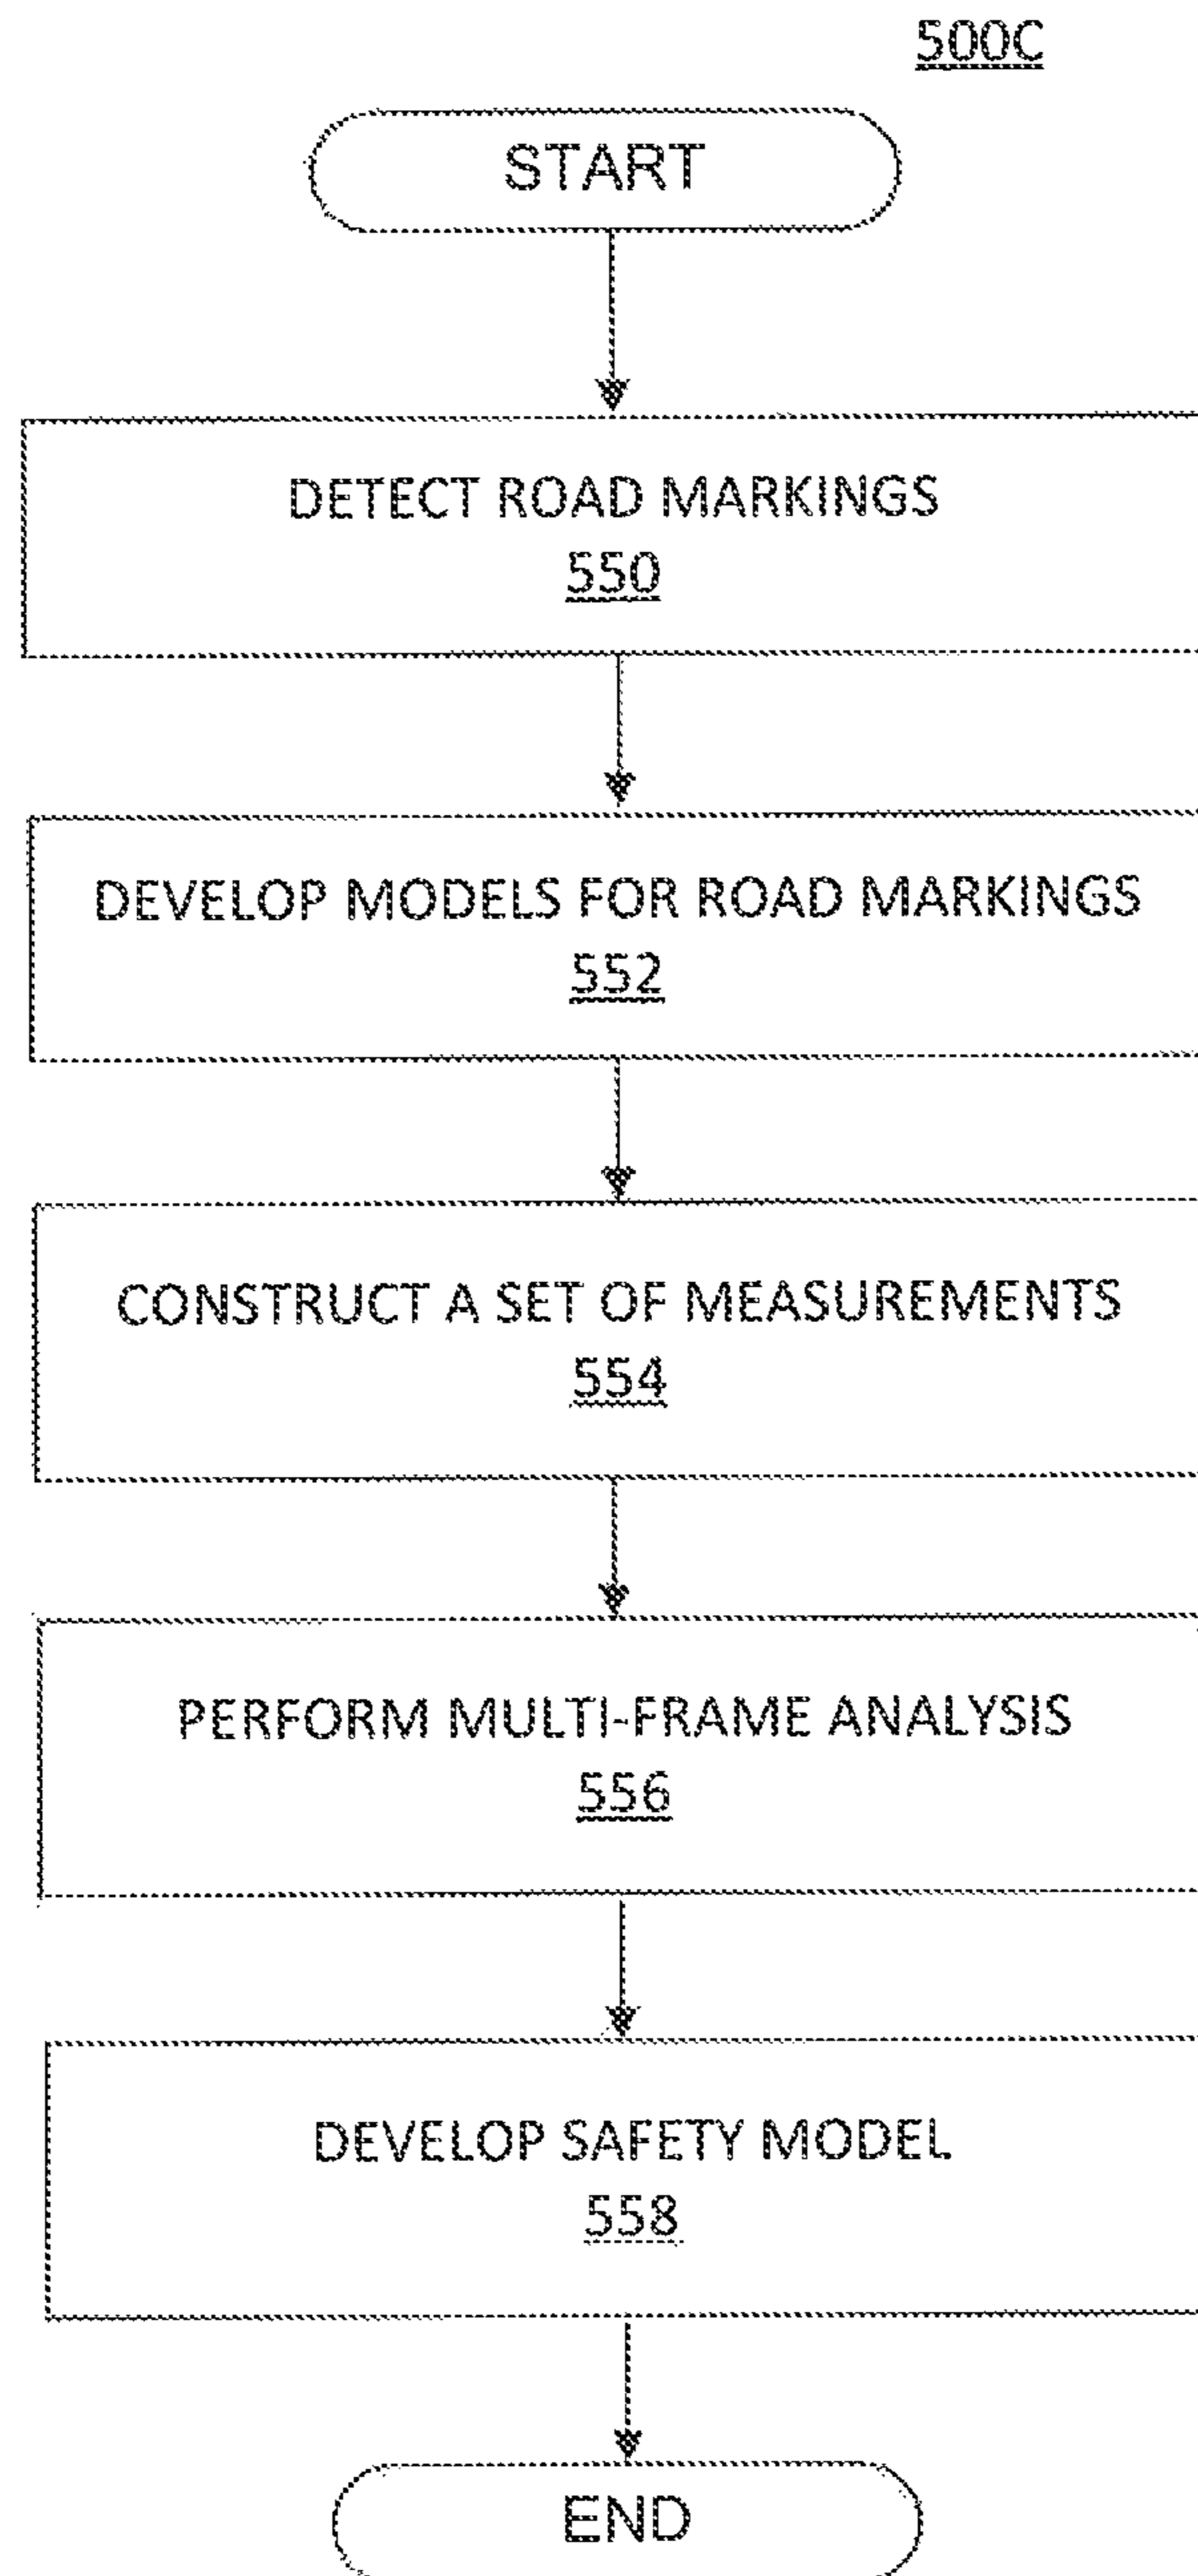 500C
START
DETECT ROAD MARKINGS
550
DEVELOP MODELS FOR ROAD MARKINGS
552
CONSTRUCT A SET OF MEASUREMENTS
554
PERFORM MULTI-FRAME ANALYSIS
556
DEVELOP SAFETY MODEL
558
END